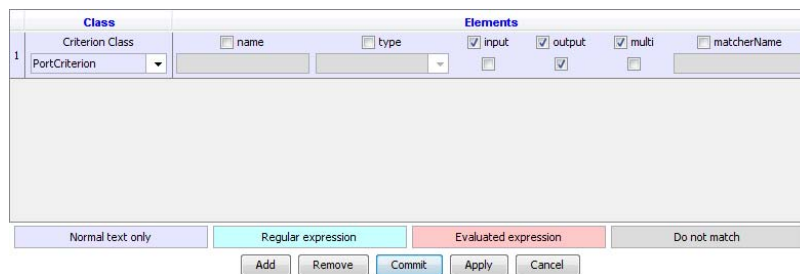 Class Elements
1 Criterion Class name type input output multi matcherName
PortCriterion
Normal text only Regular expression Evaluated expression Do not match
Add Remove Commit Apply Cancel